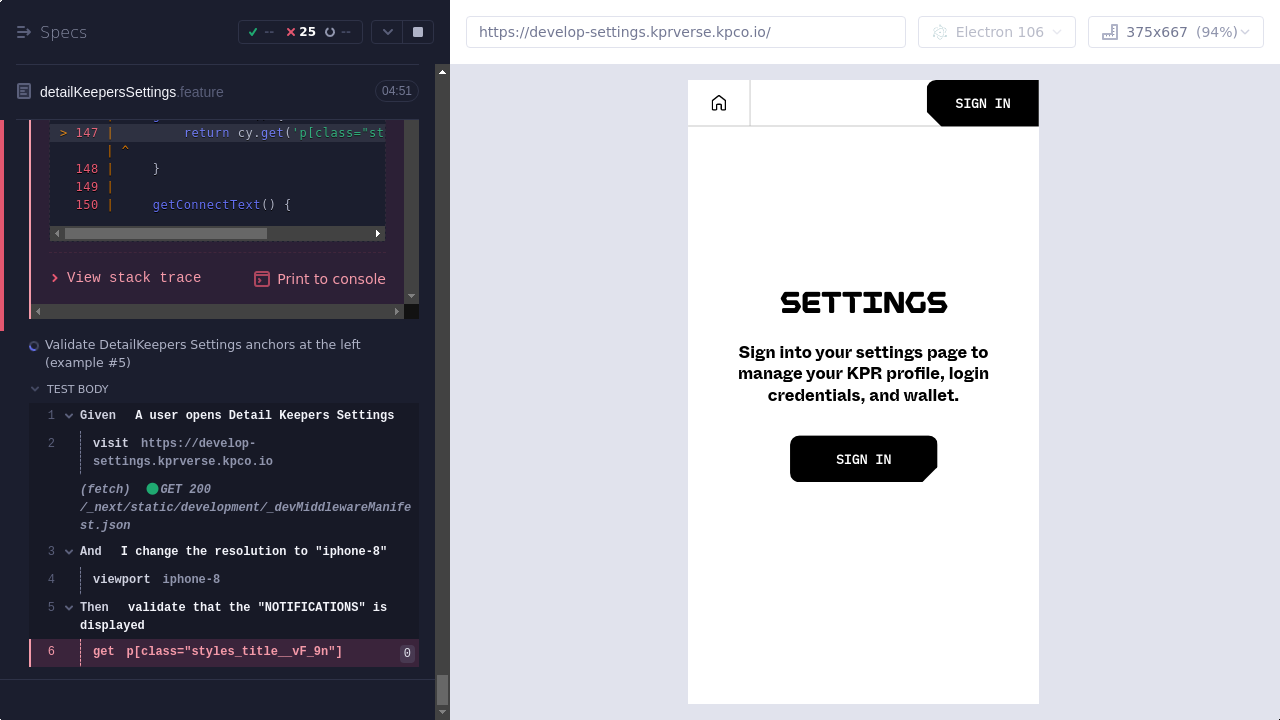 Specs
--
25
--
https://develop-settings.kprverse.kpco.io/
Electron 106
375x667 (94%)
detailKeepersSettings.feature
04:51
> 147 | return cy.get('p[class="st
| ^
148 | }
149 |
150 | getConnectText() {
View stack trace
Print to console
Validate DetailKeepers Settings anchors at the left
(example #5)
TEST BODY
1 Given A user opens Detail Keepers Settings
2 visit https://develop-
settings.kprverse.kpco.io
(fetch) GET 200
/_next/static/development/_devMiddlewareManife
st.json
3 And I change the resolution to "iphone-8"
4 viewport iphone-8
5 Then validate that the "NOTIFICATIONS" is
displayed
6 get p[class="styles_title__vF_9n"] 0
SIGN IN
SETTINGS
Sign into your settings page to
manage your KPR profile, login
credentials, and wallet.
SIGN IN